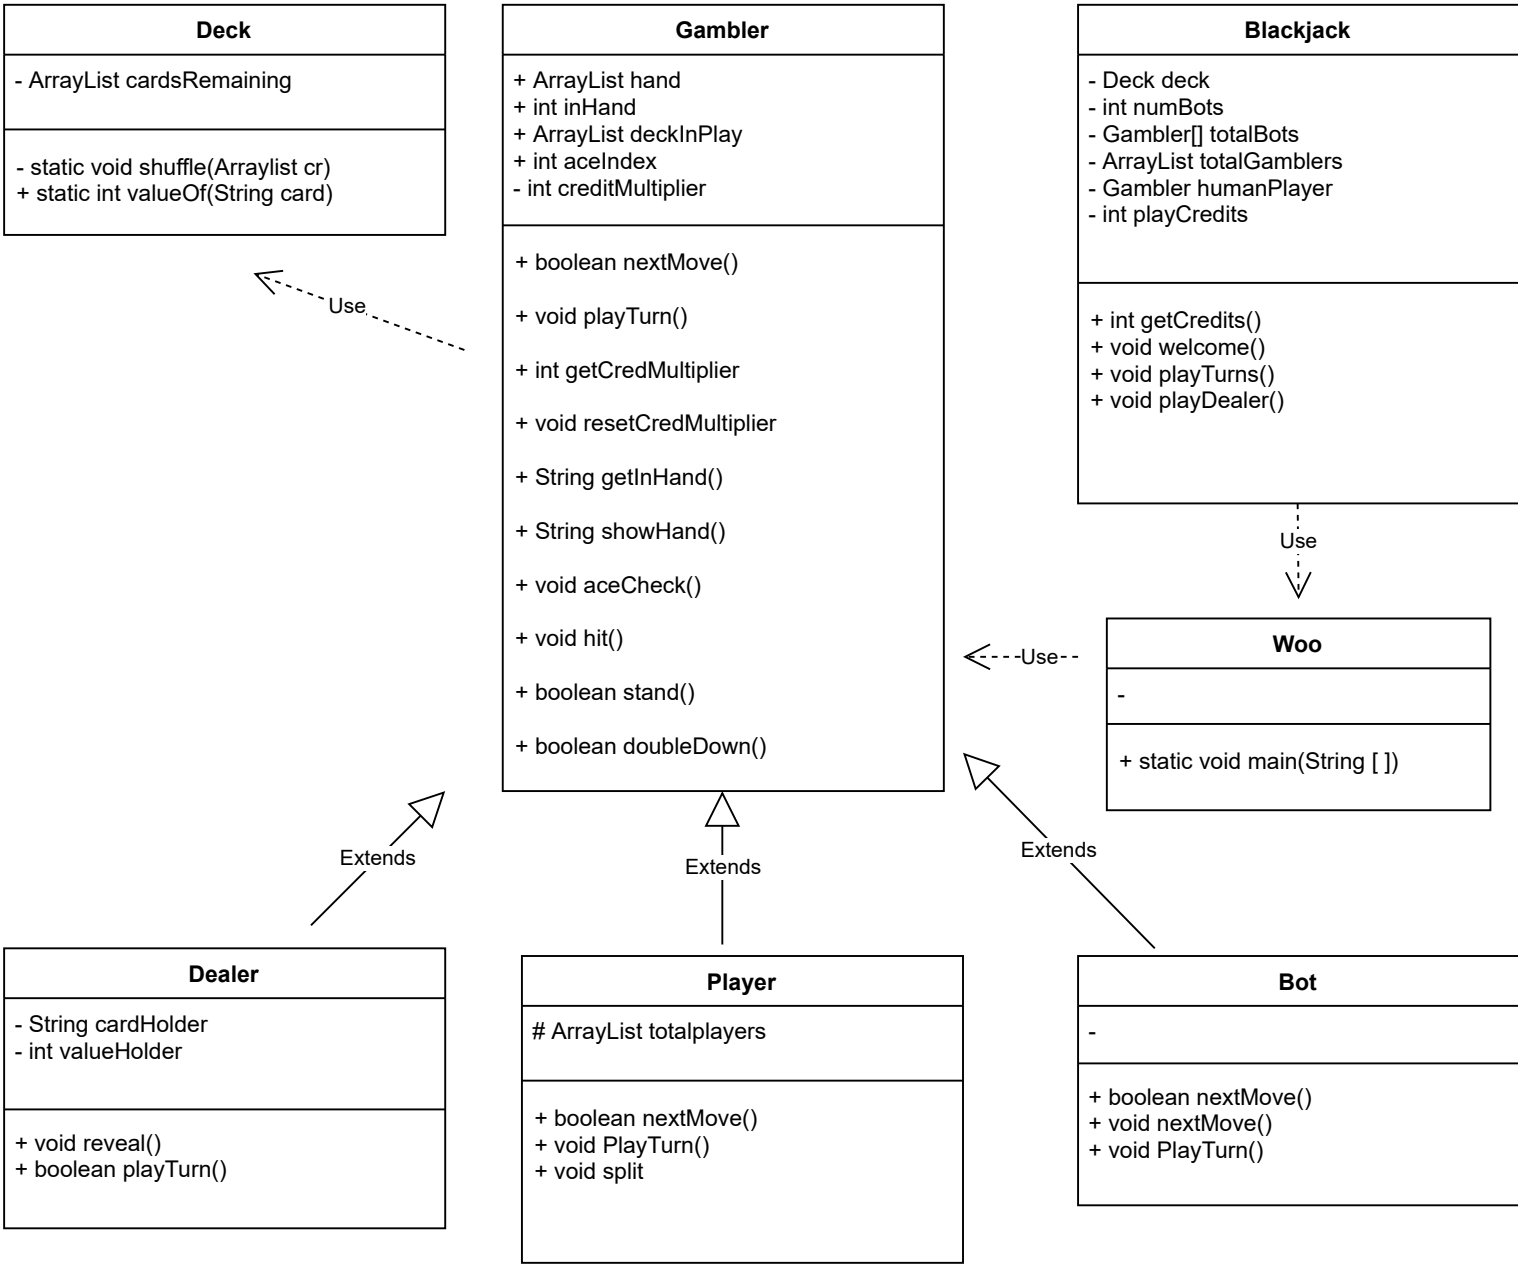 Deck
- ArrayList cardsRemaining
- static void shuffle(Arraylist cr)
+ static int valueOf(String card)
Use
Gambler
+ ArrayList hand
+ int inHand
+ ArrayList deckInPlay
+ int aceIndex
- int creditMultiplier
+ boolean nextMove()
+ void playTurn()
+ int getCredMultiplier
+ void resetCredMultiplier
+ String getInHand()
+ String showHand()
+ void aceCheck()
+ void hit()
+ boolean stand()
+ boolean doubleDown()
Blackjack
- Deck deck
- int numBots
- Gambler[] totalBots
- ArrayList totalGamblers
- Gambler humanPlayer
- int playCredits
+ int getCredits()
+ void welcome()
+ void playTurns()
+ void playDealer()
Use
Use
Woo
-
+ static void main(String [ ])
Extends
Extends
Extends
Dealer
- String cardHolder
- int valueHolder
+ void reveal()
+ boolean playTurn()
Player
# ArrayList totalplayers
+ boolean nextMove()
+ void PlayTurn()
+ void split
Bot
-
+ boolean nextMove()
+ void nextMove()
+ void PlayTurn()